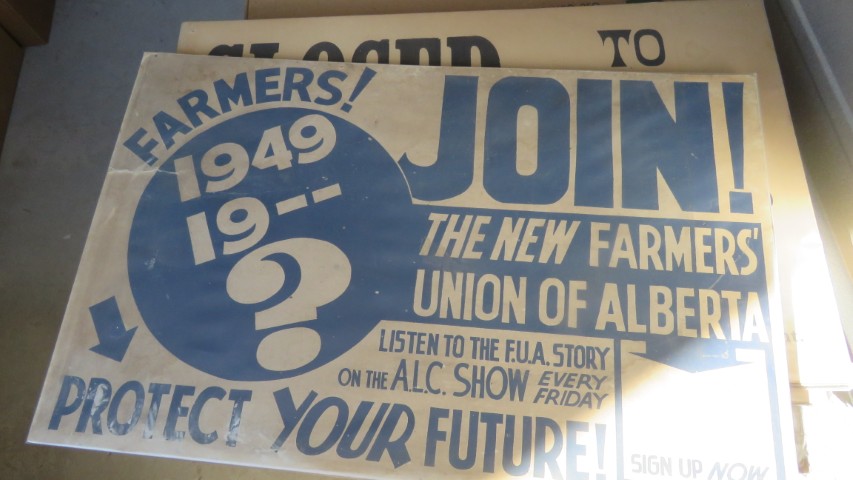 CLOSED TO
FARMERS!
1949
19--
?
JOIN!
THE NEW FARMERS'
UNION OF ALBERTA
LISTEN TO THE F.U.A. STORY
ON THE A.L.C. SHOW EVERY
FRIDAY
PROTECT YOUR FUTURE!
SIGN UP NOW